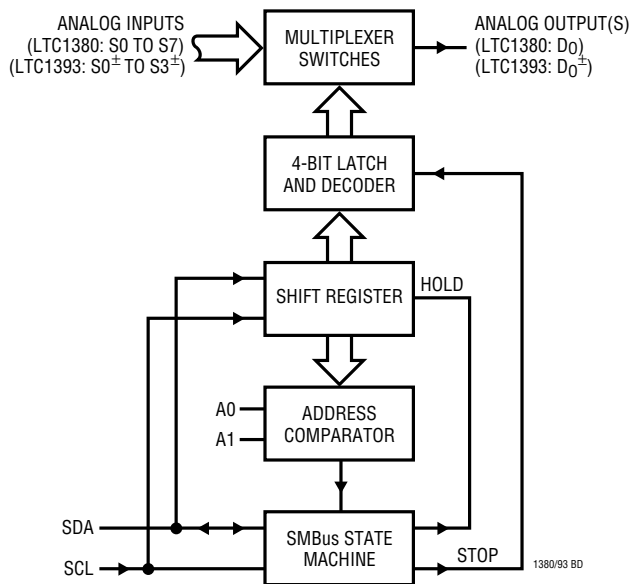 ANALOG INPUTS
(LTC1380: S0 TO S7)
(LTC1393: S0± TO S3±)
MULTIPLEXER
SWITCHES
ANALOG OUTPUT(S)
(LTC1380: DO)
(LTC1393: DO±)
4-BIT LATCH
AND DECODER
SHIFT REGISTER
HOLD
A0
A1
ADDRESS
COMPARATOR
SDA
SCL
SMBus STATE
MACHINE
STOP
1380/93 BD